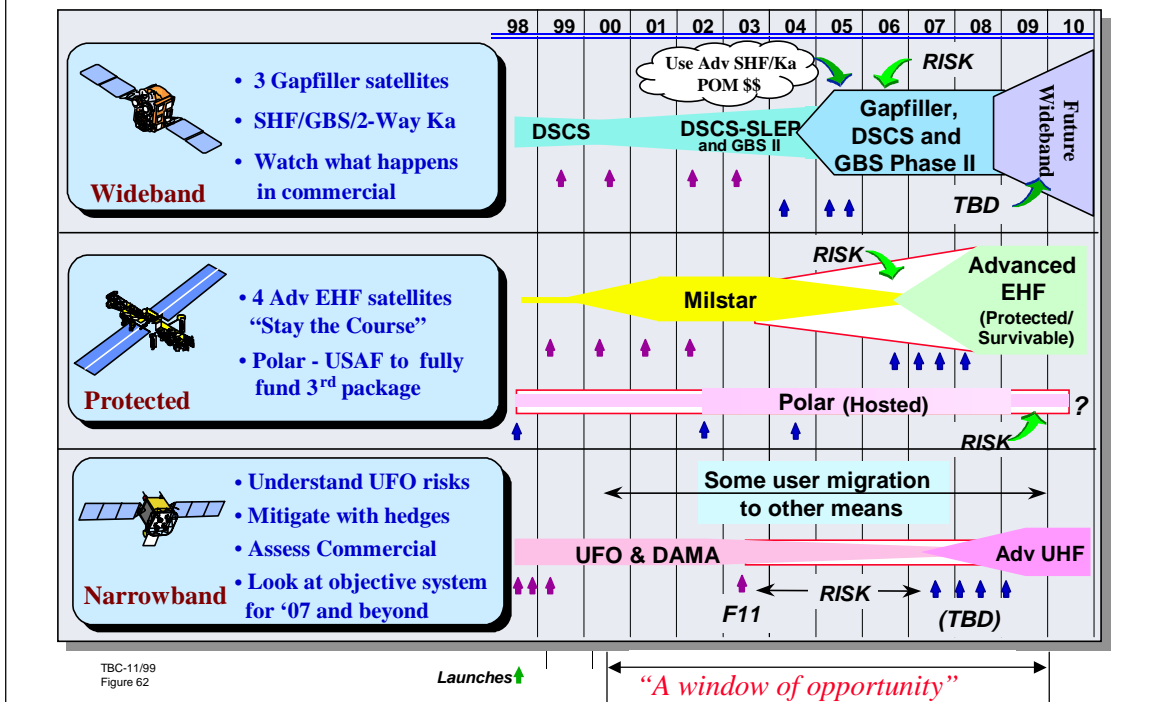 98 99 00 01 02 03 04 05 06 07 08 09 10
• 3 Gapfiller satellites
• SHF/GBS/2-Way Ka
• Watch what happens
in commercial
Wideband
Use Adv SHF/Ka
POM $$
RISK
DSCS
DSCS-SLEP
and GBS II
Gapfiller,
DSCS and
GBS Phase II
Future
Wideband
TBD
• 4 Adv EHF satellites
“Stay the Course”
• Polar - USAF to fully
fund 3rd package
Protected
RISK
Milstar
Advanced
EHF
(Protected/
Survivable)
Polar (Hosted)
?
RISK
• Understand UFO risks
• Mitigate with hedges
• Assess Commercial
• Look at objective system
for ‘07 and beyond
Narrowband
Some user migration
to other means
UFO & DAMA
Adv UHF
F11
RISK
(TBD)
TBC-11/99
Figure 62
Launches
“A window of opportunity”